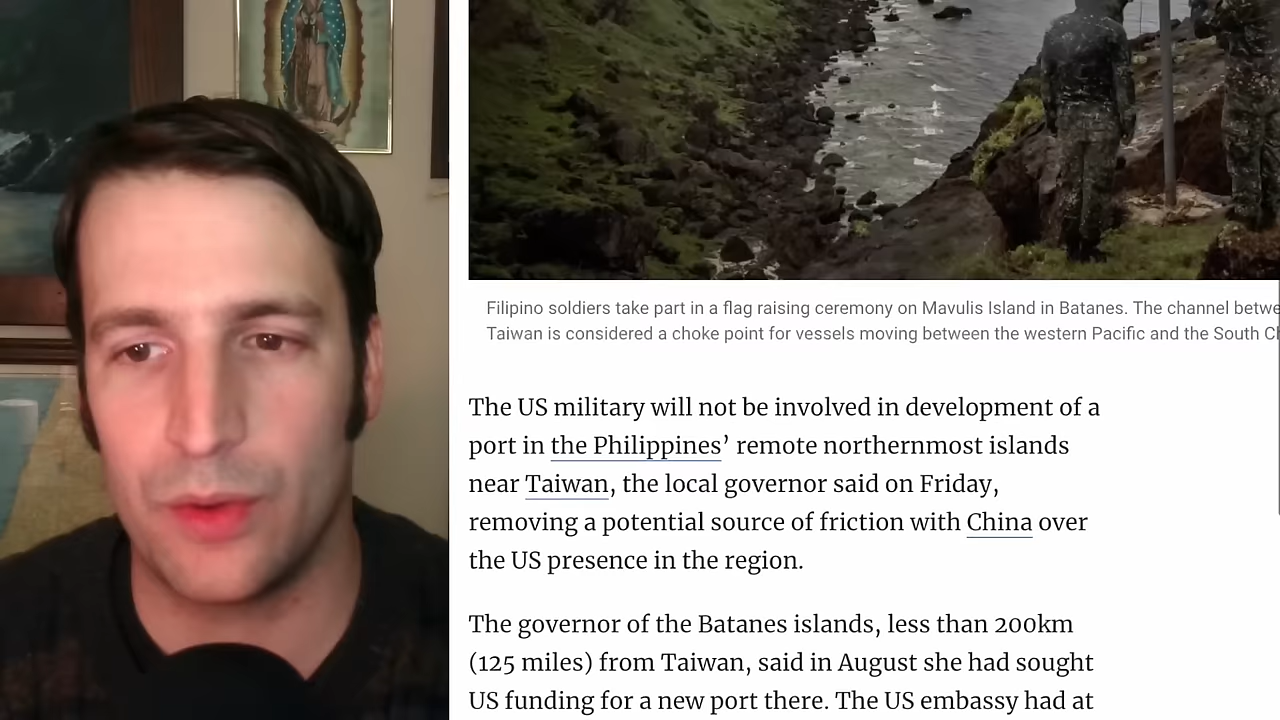 Filipino soldiers take part in a flag raising ceremony on Mavulis Island in Batanes. The channel
Taiwan is considered a choke point for vessels moving between the western Pacific and the South
The US military will not be involved in development of a
port in the Philippines’ remote northernmost islands
near Taiwan, the local governor said on Friday,
removing a potential source of friction with China over
the US presence in the region.
The governor of the Batanes islands, less than 200km
(125 miles) from Taiwan, said in August she had sought
US funding for a new port there. The US embassy had at